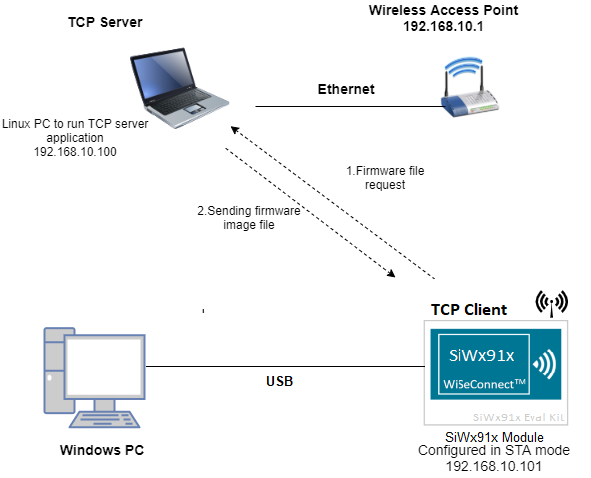 TCP Server
Wireless Access Point
192.168.10.1
Ethernet
Linux PC to run TCP server
application
192.168.10.100
1.Firmware file
request
2.Sending firmware
image file
TCP Client
SiWx91x
WiSeConnect™
SiWx91x Eval Kit
USB
Windows PC
SiWx91x Module
Configured in STA mode
192.168.10.101